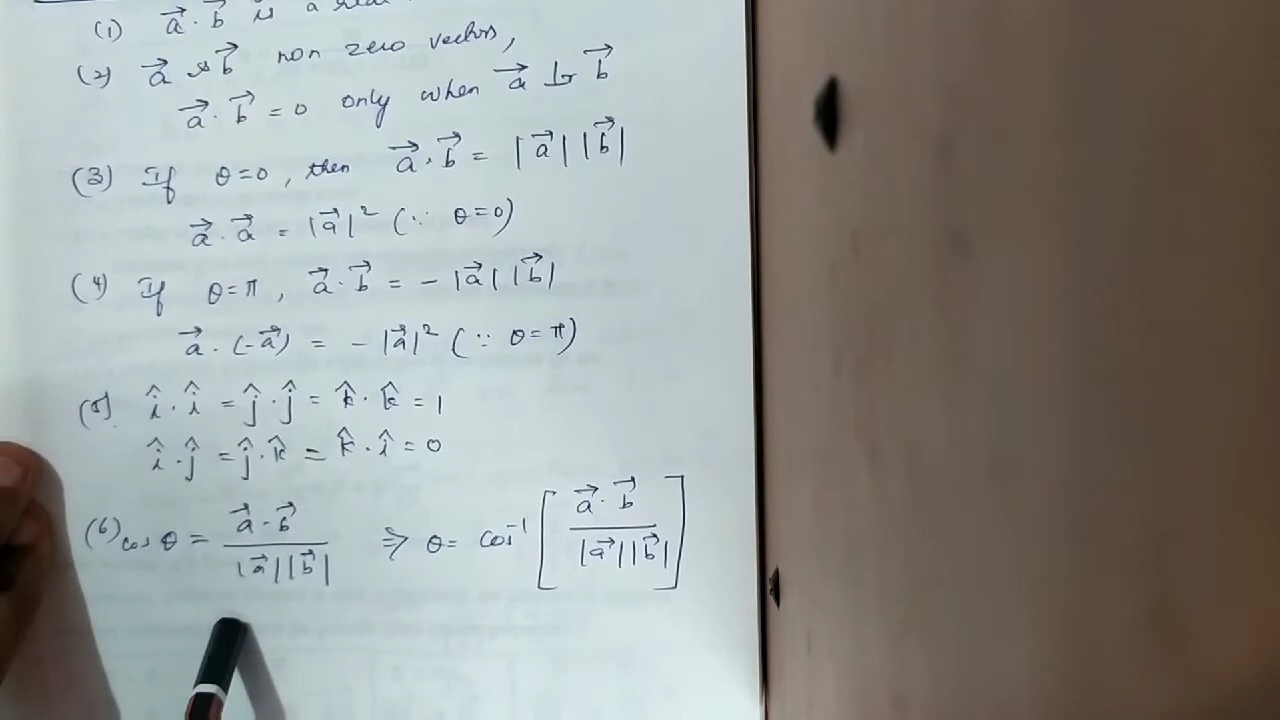 (1) a⃗ · b⃗ is a real
(2) a⃗ & b⃗ non zero vectors,
a⃗ · b⃗ = 0 only when a⃗ ⊥r b⃗
(3) If θ=0, then a⃗ · b⃗ = |a⃗| |b⃗|
a⃗ · a⃗ = |a⃗|² (∵ θ=0)
(4) If θ=π, a⃗ · b⃗ = - |a⃗| |b⃗|
a⃗ · (-a⃗) = - |a⃗|² (∵ θ=π)
(5) î · î = ĵ · ĵ = k̂ · k̂ = 1
î · ĵ = ĵ · k̂ = k̂ · î = 0
(6) cos θ = a⃗ · b⃗ / |a⃗| |b⃗| ⇒ θ = cos⁻¹ [ a⃗ · b⃗ / |a⃗| |b⃗| ]